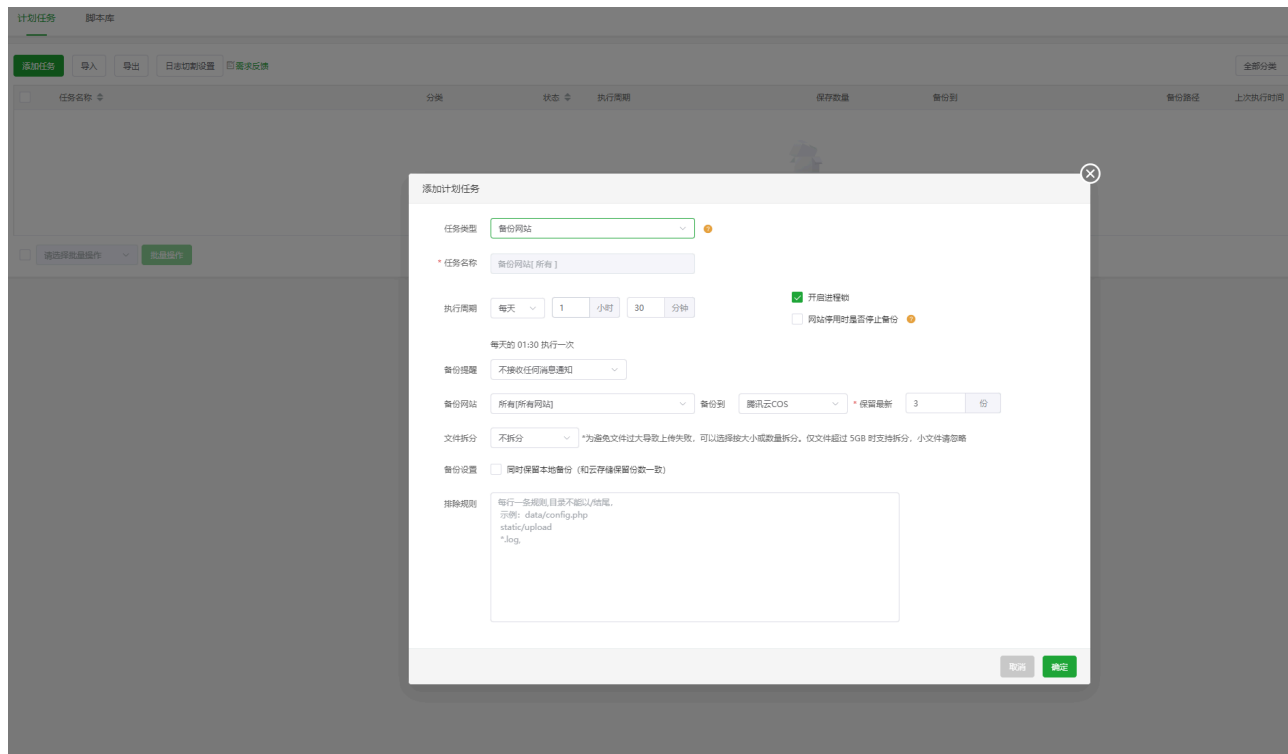 计划任务 脚本库
添加任务 导入 导出 日志切割设置 需求反馈 全部分类
任务名称 分类 状态 执行周期 保存数量 备份到 备份路径 上次执行时间
添加计划任务
任务类型 备份网站
* 任务名称 备份网站[ 所有 ]
请选择批量操作 批量操作
执行周期 每天 1 小时 30 分钟 开启进程锁
网站停用时是否停止备份
每天的 01:30 执行一次
备份提醒 不接收任何消息通知
备份网站 所有[所有网站] 备份到 腾讯云COS * 保留最新 3 份
文件拆分 不拆分 *为避免文件过大导致上传失败，可以选择按大小或数量拆分。仅文件超过 5GB 时支持拆分，小文件请忽略
备份设置 同时保留本地备份（和云存储保留份数一致）
排除规则 每行一条规则,目录不能以/结尾，
示例：data/config.php
static/upload
*.log,
取消 确定